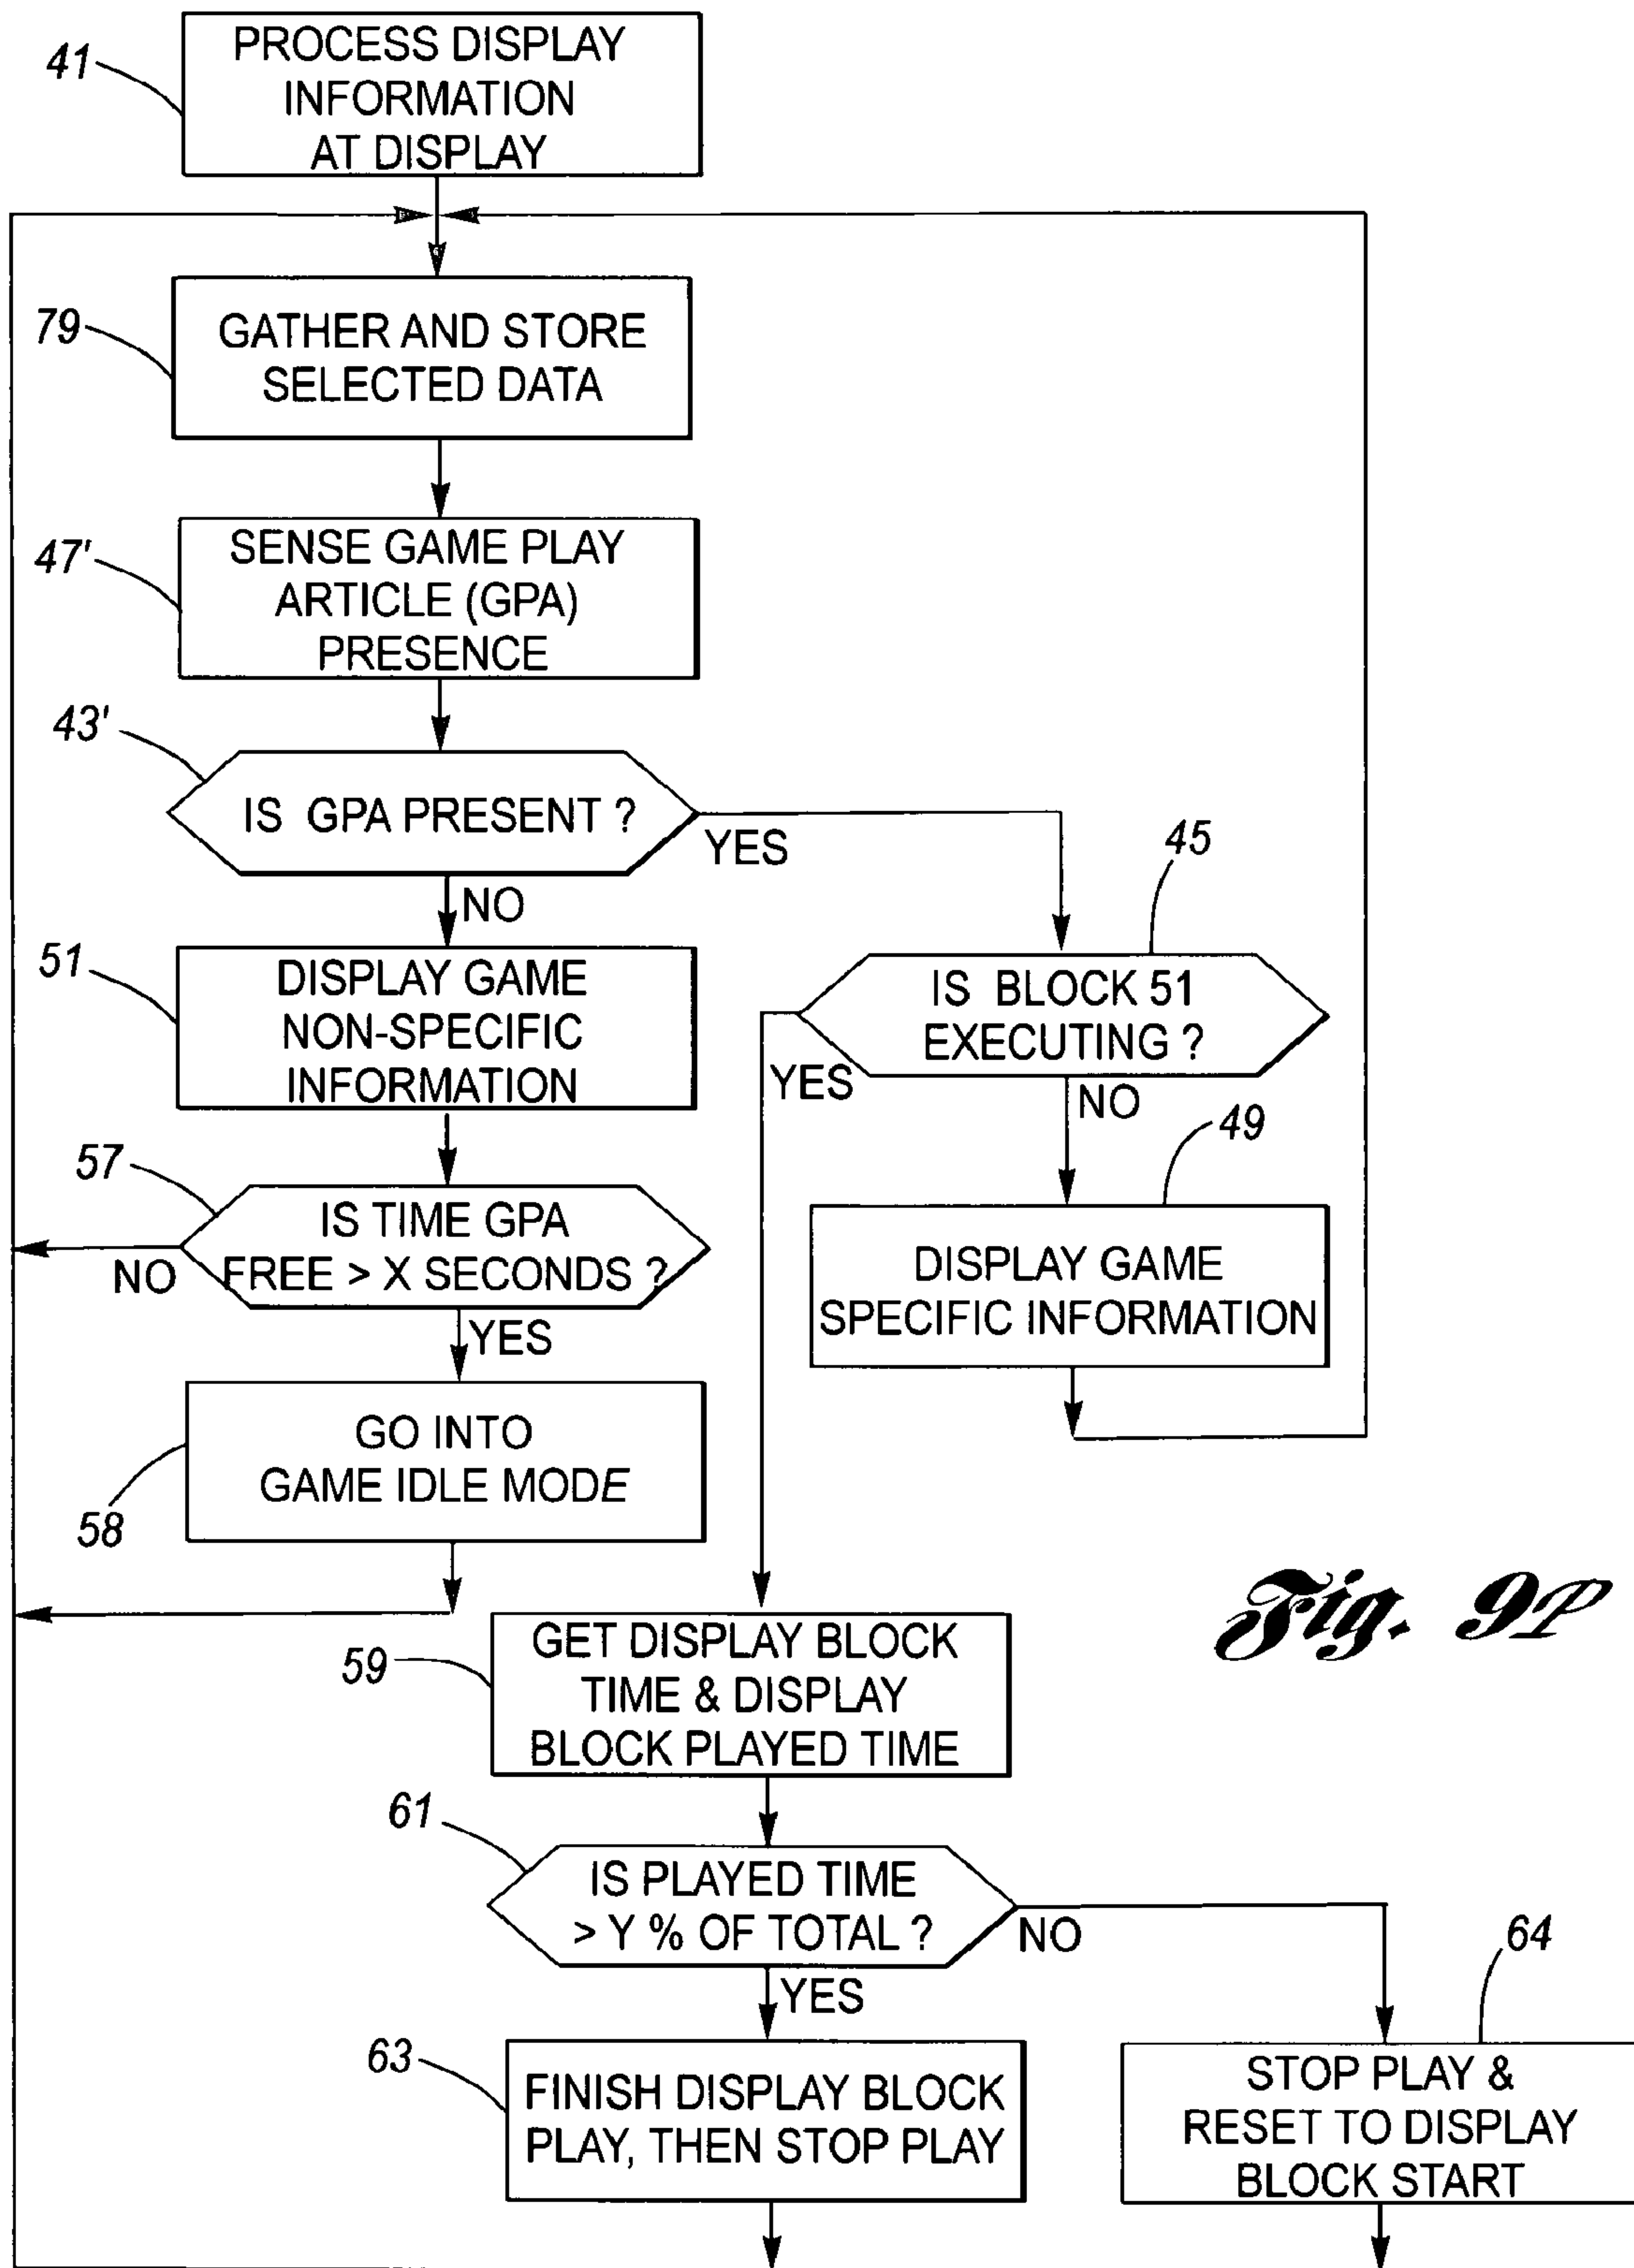 41
PROCESS DISPLAY
INFORMATION
AT DISPLAY
79
GATHER AND STORE
SELECTED DATA
47'
SENSE GAME PLAY
ARTICLE (GPA)
PRESENCE
43'
IS GPA PRESENT ?
YES
NO
45
IS BLOCK 51
EXECUTING ?
YES
NO
51
DISPLAY GAME
NON-SPECIFIC
INFORMATION
49
DISPLAY GAME
SPECIFIC INFORMATION
57
IS TIME GPA
FREE > X SECONDS ?
NO
YES
58
GO INTO
GAME IDLE MODE
59
GET DISPLAY BLOCK
TIME & DISPLAY
BLOCK PLAYED TIME
Fig. 9P
61
IS PLAYED TIME
> Y % OF TOTAL ?
NO
YES
63
FINISH DISPLAY BLOCK
PLAY, THEN STOP PLAY
64
STOP PLAY &
RESET TO DISPLAY
BLOCK START